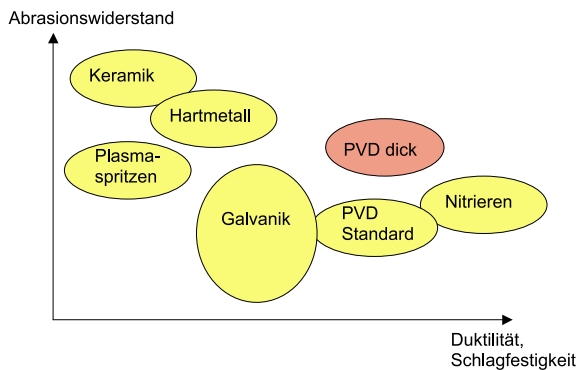 Abrasionswiderstand
Keramik
Hartmetall
Plasma-
spritzen
PVD dick
Galvanik
PVD
Standard
Nitrieren
Duktilität,
Schlagfestigkeit